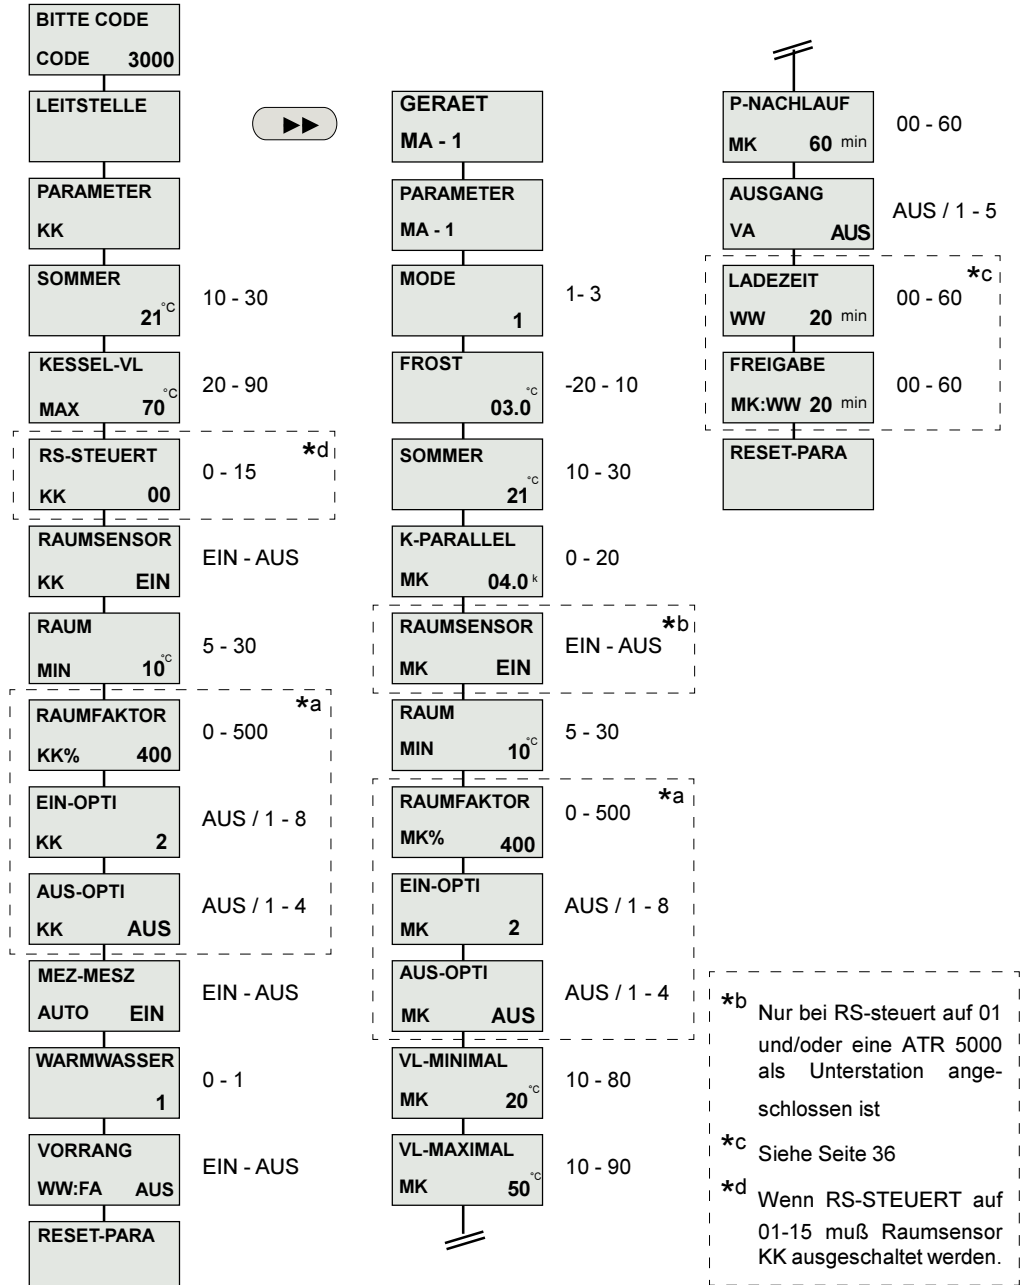 BITTE CODE
CODE 3000
LEITSTELLE
PARAMETER
KK
SOMMER
21 °C
10 - 30
KESSEL-VL
MAX 70 °C
20 - 90
RS-STEUERT
KK 00
*d
0 - 15
RAUMSENSOR
KK EIN
EIN - AUS
RAUM
MIN 10 °C
5 - 30
RAUMFAKTOR
KK% 400
*a
0 - 500
EIN-OPTI
KK 2
AUS / 1 - 8
AUS-OPTI
KK AUS
AUS / 1 - 4
MEZ-MESZ
AUTO EIN
EIN - AUS
WARMWASSER
1
0 - 1
VORRANG
WW:FA AUS
EIN - AUS
RESET-PARA
GERAET
MA - 1
PARAMETER
MA - 1
MODE
1
1- 3
FROST
03.0 °C
-20 - 10
SOMMER
21 °C
10 - 30
K-PARALLEL
MK 04.0 k
0 - 20
RAUMSENSOR
MK EIN
EIN - AUS *b
RAUM
MIN 10 °C
5 - 30
RAUMFAKTOR
MK% 400
*a
0 - 500
EIN-OPTI
MK 2
AUS / 1 - 8
AUS-OPTI
MK AUS
AUS / 1 - 4
VL-MINIMAL
MK 20 °C
10 - 80
VL-MAXIMAL
MK 50 °C
10 - 90
P-NACHLAUF
MK 60 min
00 - 60
AUSGANG
VA AUS
AUS / 1 - 5
LADEZEIT
WW 20 min
*c
00 - 60
FREIGABE
MK:WW 20 min
00 - 60
RESET-PARA
*b Nur bei RS-steuert auf 01
und/oder eine ATR 5000
als Unterstation ange-
schlossen ist
*c Siehe Seite 36
*d Wenn RS-STEUERT auf
01-15 muß Raumsensor
KK ausgeschaltet werden.